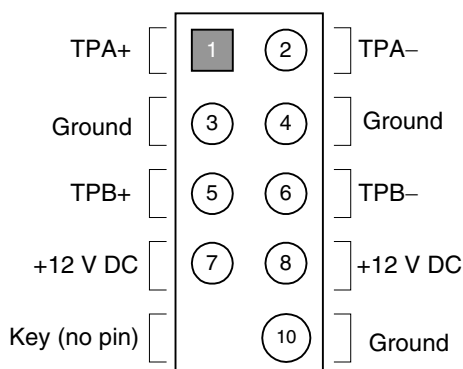 TPA+ 1 2 TPA−
Ground 3 4 Ground
TPB+ 5 6 TPB−
+12 V DC 7 8 +12 V DC
Key (no pin) 10 Ground